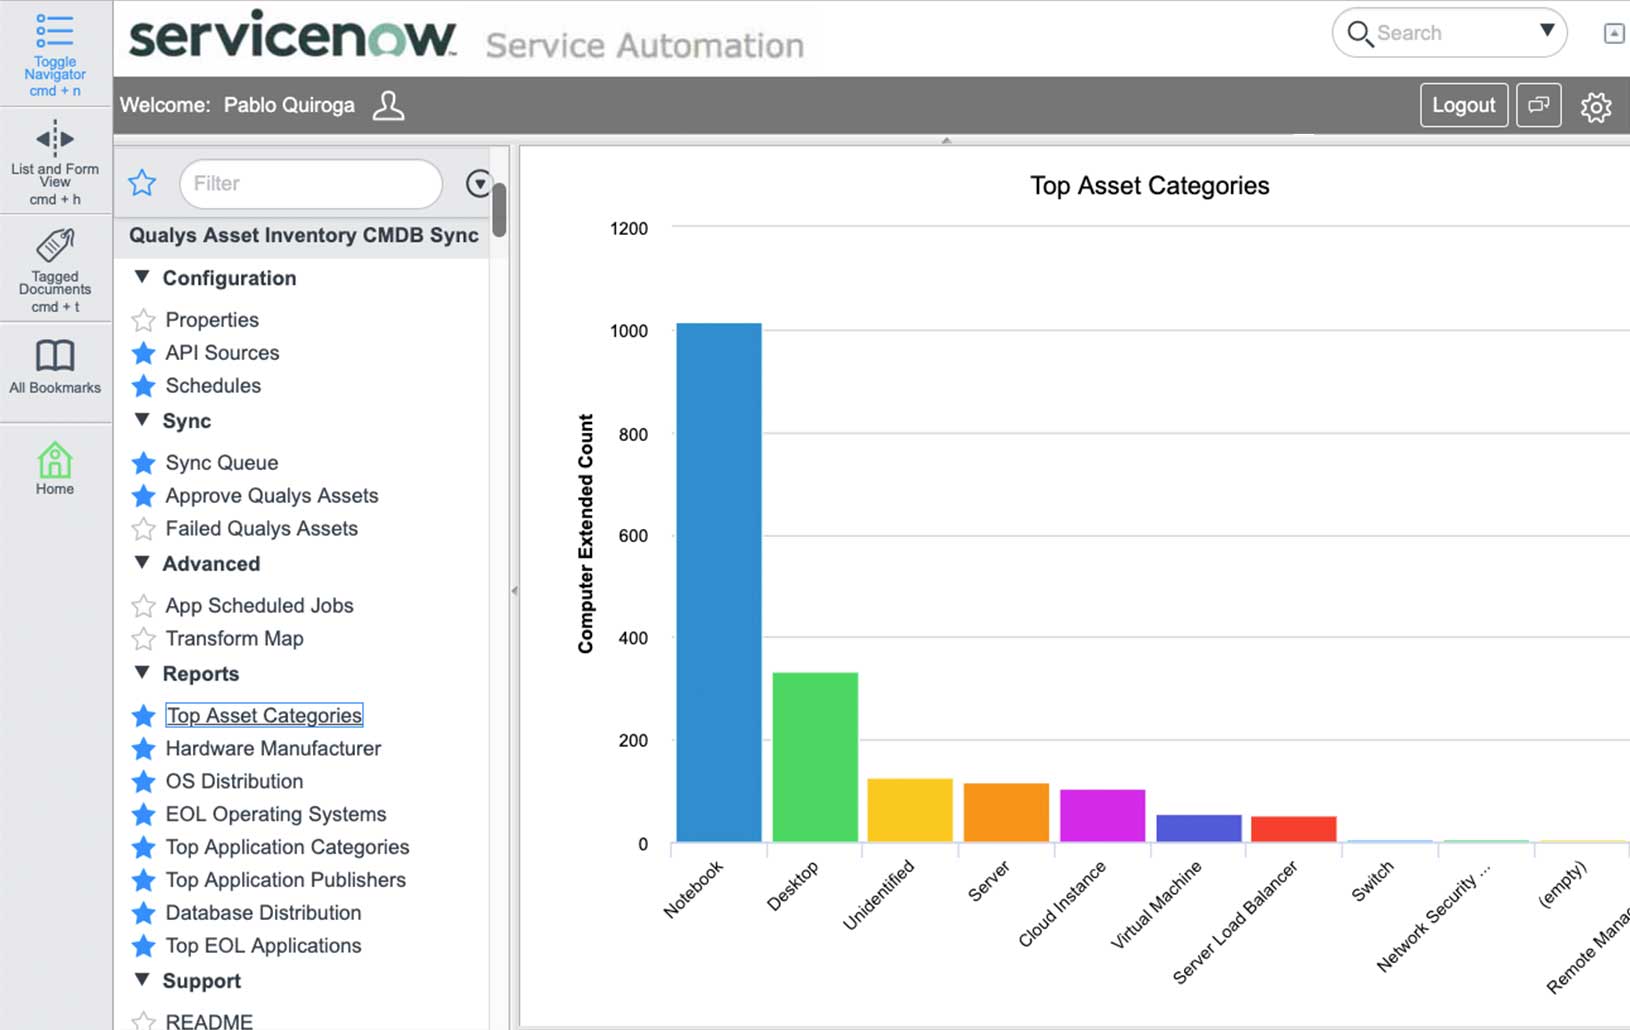 Toggle
Navigator
cmd + n
List and Form
View
cmd + h
Tagged
Documents
cmd + t
All Bookmarks
Home
servicenow™ Service Automation
Search
Welcome: Pablo Quiroga
Logout
Filter
Qualys Asset Inventory CMDB Sync
Configuration
Properties
API Sources
Schedules
Sync
Sync Queue
Approve Qualys Assets
Failed Qualys Assets
Advanced
App Scheduled Jobs
Transform Map
Reports
Top Asset Categories
Hardware Manufacturer
OS Distribution
EOL Operating Systems
Top Application Categories
Top Application Publishers
Database Distribution
Top EOL Applications
Support
README
Top Asset Categories
Computer Extended Count
1200
1000
800
600
400
200
0
Notebook
Desktop
Unidentified
Server
Cloud Instance
Virtual Machine
Server Load Balancer
Switch
Network Security ...
(empty)
Remote Mana